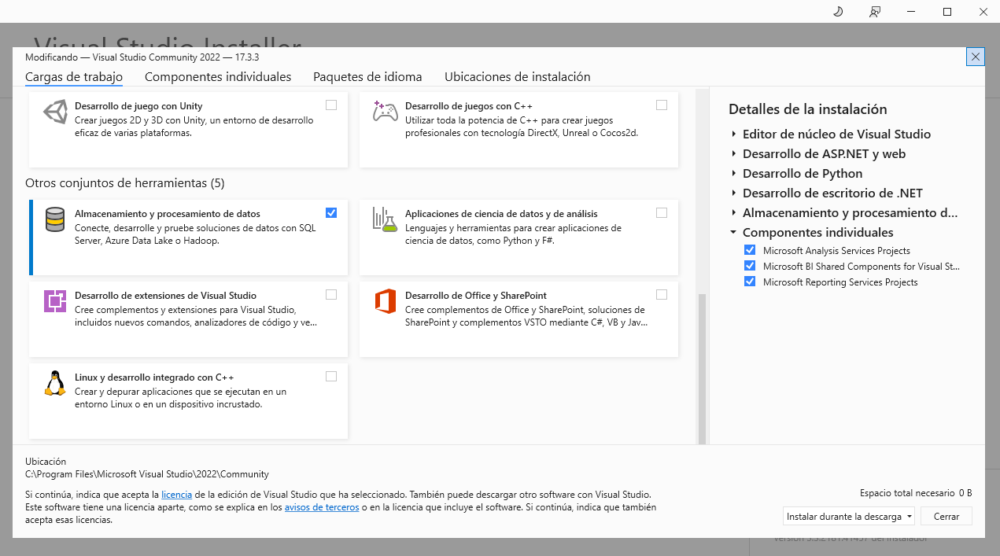 Visual Studio Installer
Modificando — Visual Studio Community 2022 — 17.3.3
Cargas de trabajo
Componentes individuales
Paquetes de idioma
Ubicaciones de instalación
Desarrollo de juego con Unity
Crear juegos 2D y 3D con Unity, un entorno de desarrollo
eficaz de varias plataformas.
Desarrollo de juegos con C++
Utilizar toda la potencia de C++ para crear juegos
profesionales con tecnología DirectX, Unreal o Cocos2d.
Otros conjuntos de herramientas (5)
Almacenamiento y procesamiento de datos
Conecte, desarrolle y pruebe soluciones de datos con SQL
Server, Azure Data Lake o Hadoop.
Aplicaciones de ciencia de datos y de análisis
Lenguajes y herramientas para crear aplicaciones de
ciencia de datos, como Python y F#.
Desarrollo de extensiones de Visual Studio
Cree complementos y extensiones para Visual Studio,
incluidos nuevos comandos, analizadores de código y ve...
Desarrollo de Office y SharePoint
Cree complementos de Office y SharePoint, soluciones de
SharePoint y complementos VSTO mediante C#, VB y Jav...
Linux y desarrollo integrado con C++
Crear y depurar aplicaciones que se ejecutan en un
entorno Linux o en un dispositivo incrustado.
Detalles de la instalación
Editor de núcleo de Visual Studio
Desarrollo de ASP.NET y web
Desarrollo de Python
Desarrollo de escritorio de .NET
Almacenamiento y procesamiento d...
Componentes individuales
Microsoft Analysis Services Projects
Microsoft BI Shared Components for Visual St...
Microsoft Reporting Services Projects
Ubicación
C:\Program Files\Microsoft Visual Studio\2022\Community
Si continúa, indica que acepta la licencia de la edición de Visual Studio que ha seleccionado. También puede descargar otro software con Visual Studio.
Este software tiene una licencia aparte, como se explica en los avisos de terceros o en la licencia que incluye el software. Si continúa, indica que también
acepta esas licencias.
Espacio total necesario 0 B
Instalar durante la descarga
Cerrar
del instalador